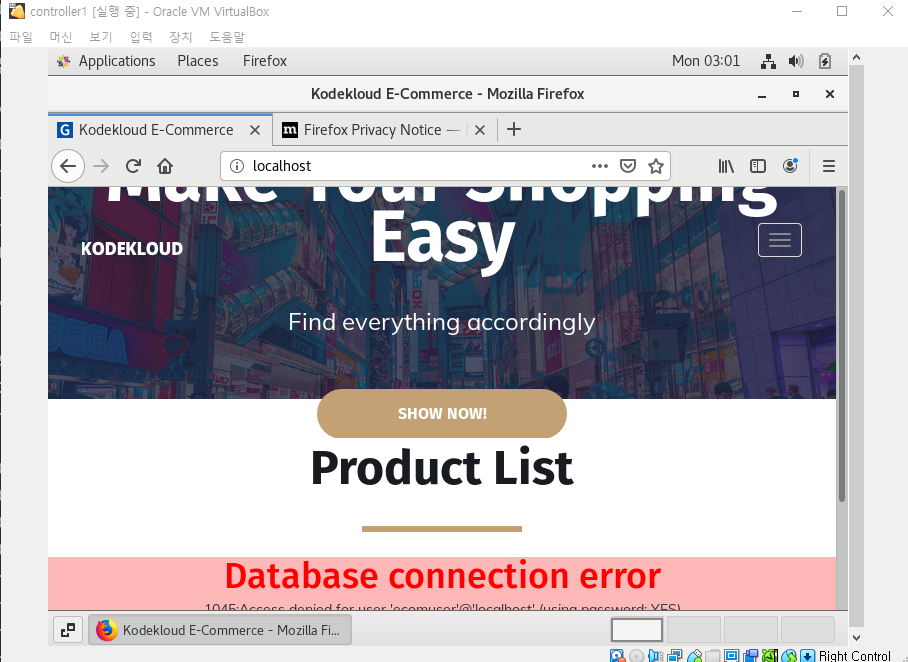 controller1 [실행 중] - Oracle VM VirtualBox
파일 머신 보기 입력 장치 도움말
Applications Places Firefox Mon 03:01
Kodekloud E-Commerce - Mozilla Firefox
Kodekloud E-Commerce Firefox Privacy Notice —
localhost
Make Your Shopping
Easy
KODEKLOUD
Find everything accordingly
SHOW NOW!
Product List
Database connection error
1045:Access denied for user 'ecomuser'@'localhost' (using password: YES)
Kodekloud E-Commerce - Mozilla Fi...
Right Control